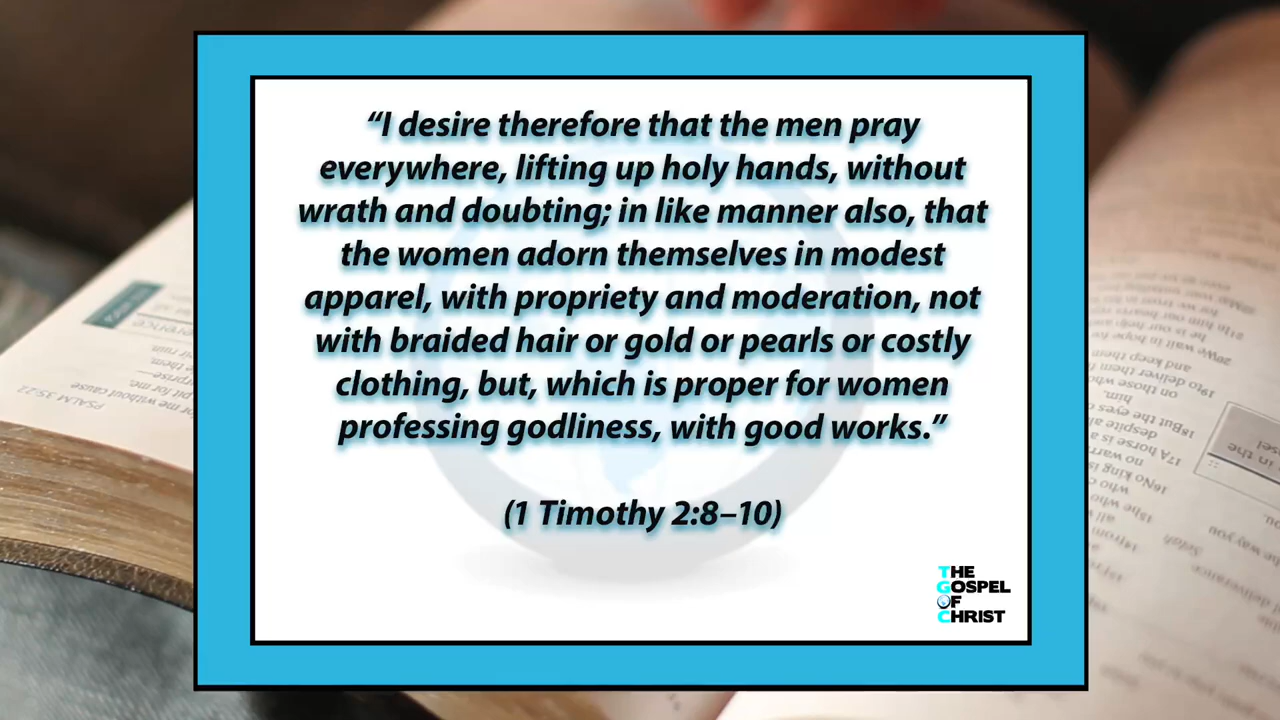 “I desire therefore that the men pray
everywhere, lifting up holy hands, without
wrath and doubting; in like manner also, that
the women adorn themselves in modest
apparel, with propriety and moderation, not
with braided hair or gold or pearls or costly
clothing, but, which is proper for women
professing godliness, with good works.”
(1 Timothy 2:8–10)
THE
GOSPEL
OF
CHRIST
PSALM 35:22